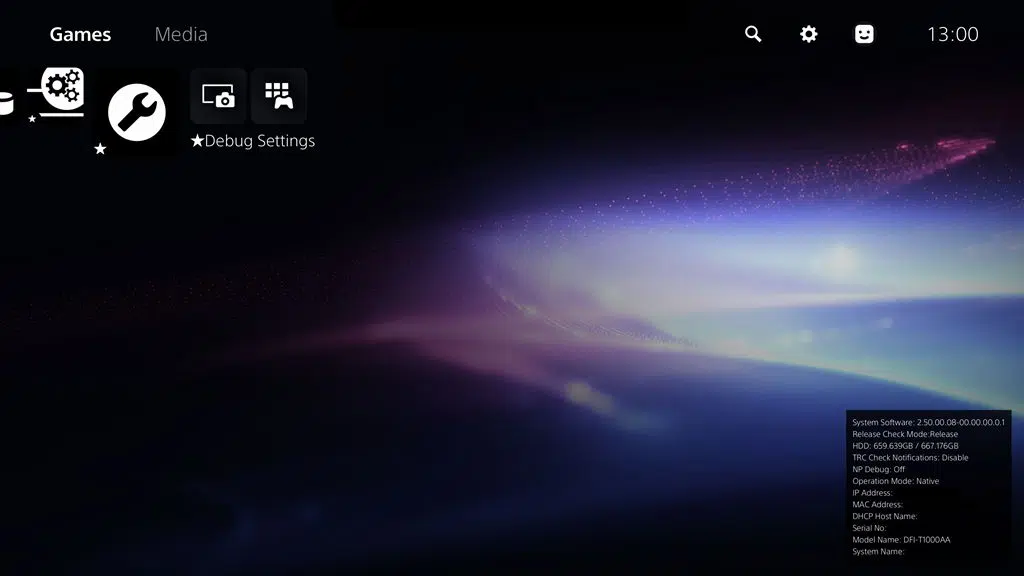 Games Media 13:00
★Debug Settings
System Software: 2.50.00.08-00.00.00.0.1
Release Check Mode:Release
HDD: 659.639GB / 667.176GB
TRC Check Notifications: Disable
NP Debug: Off
Operation Mode: Native
IP Address:
MAC Address:
DHCP Host Name:
Serial No:
Model Name: DFI-T1000AA
System Name: